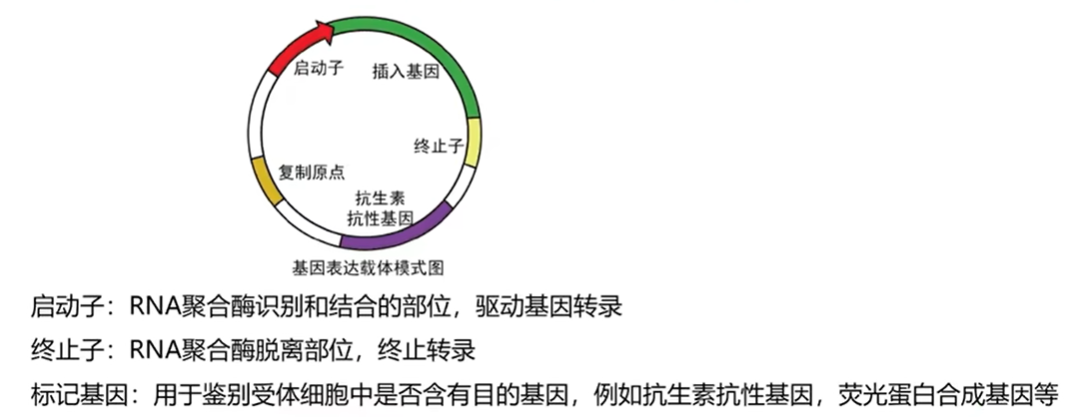 启动子
插入基因
终止子
复制原点
抗生素
抗性基因
基因表达载体模式图
启动子：RNA聚合酶识别和结合的部位，驱动基因转录
终止子：RNA聚合酶脱离部位，终止转录
标记基因：用于鉴别受体细胞中是否含有目的基因，例如抗生素抗性基因，荧光蛋白合成基因等